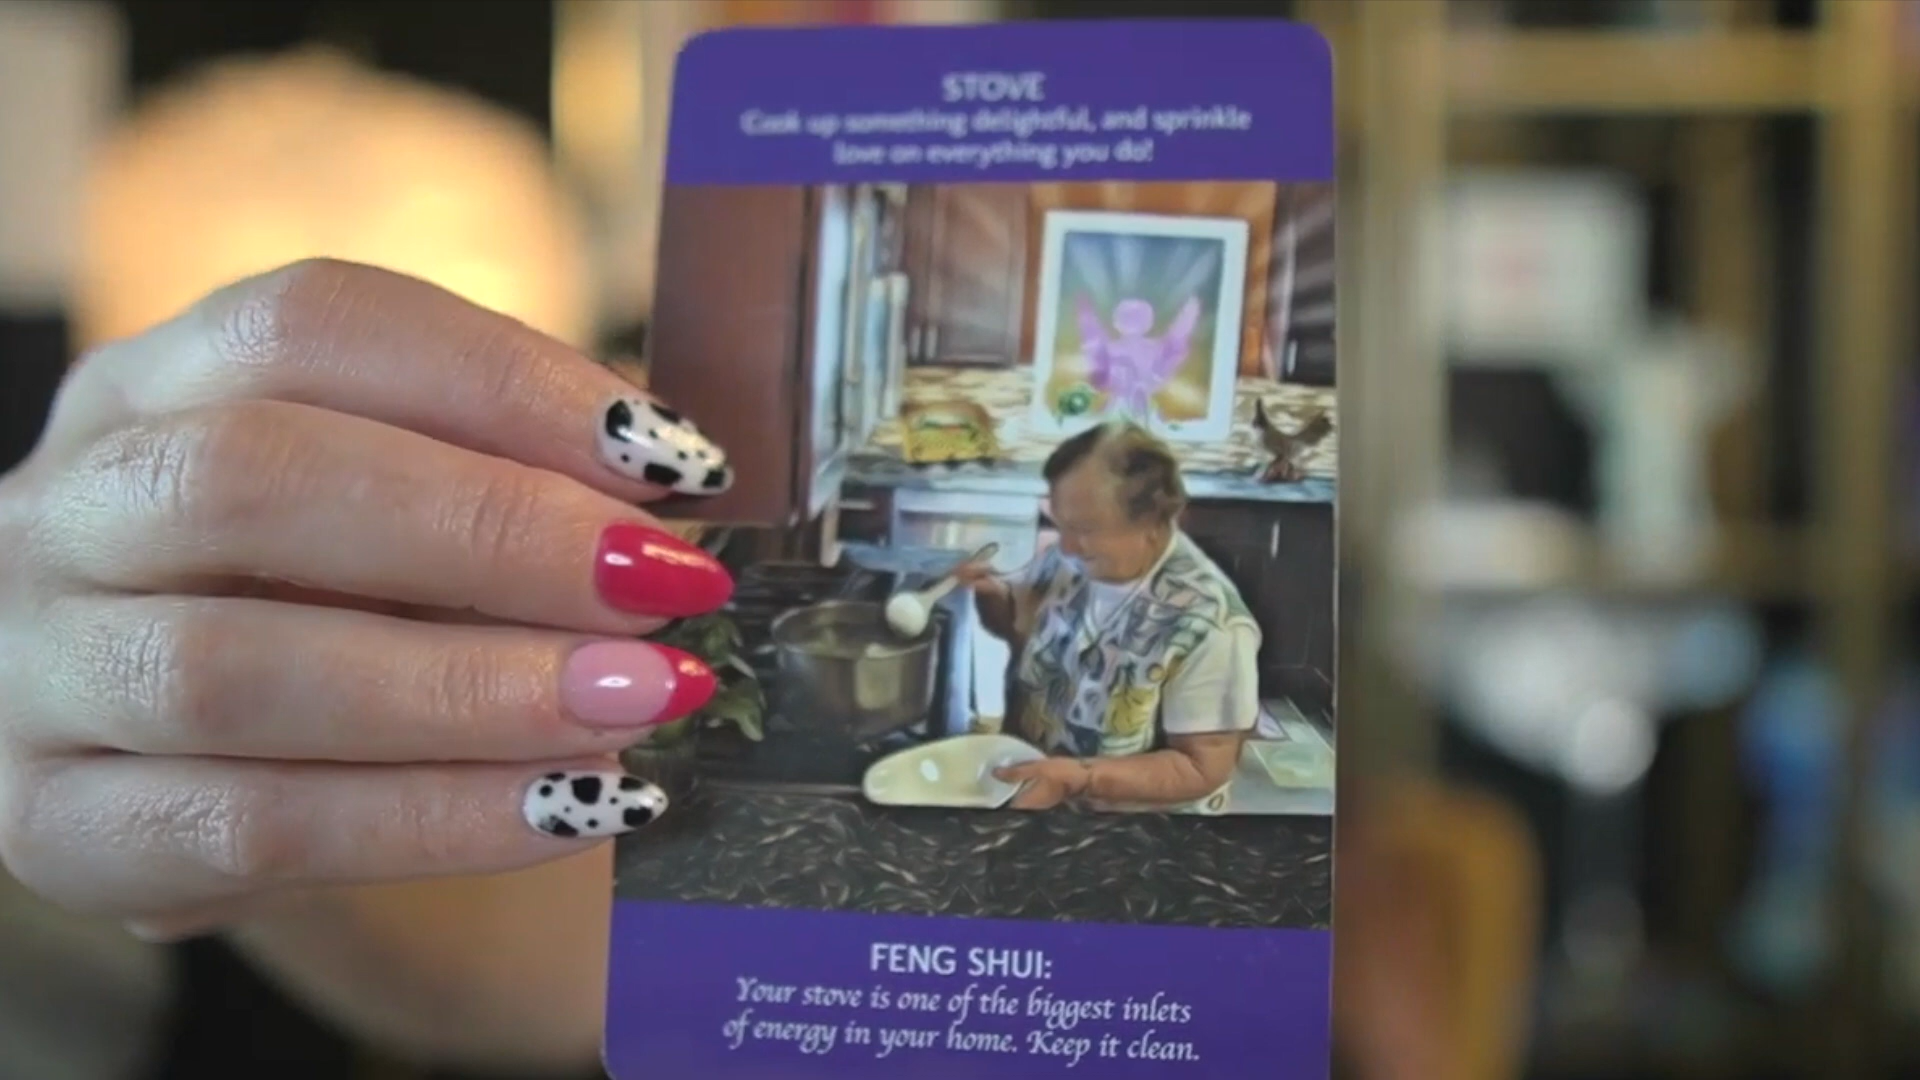 STOVE
Cook up something delightful, and sprinkle
love on everything you do!
FENG SHUI:
Your stove is one of the biggest inlets
of energy in your home. Keep it clean.